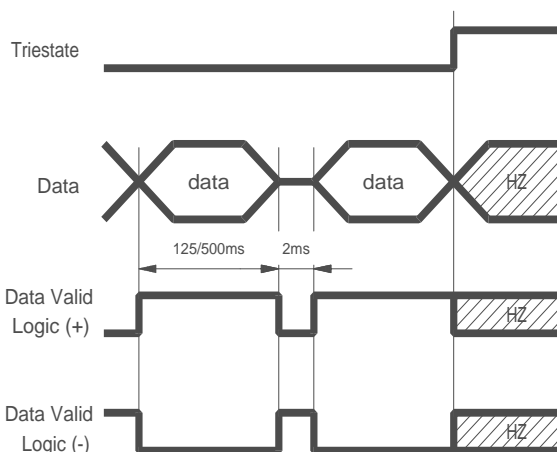 Triestate
Data
data
data
HZ
125/500ms
2ms
Data Valid
Logic (+)
HZ
Data Valid
Logic (-)
HZ